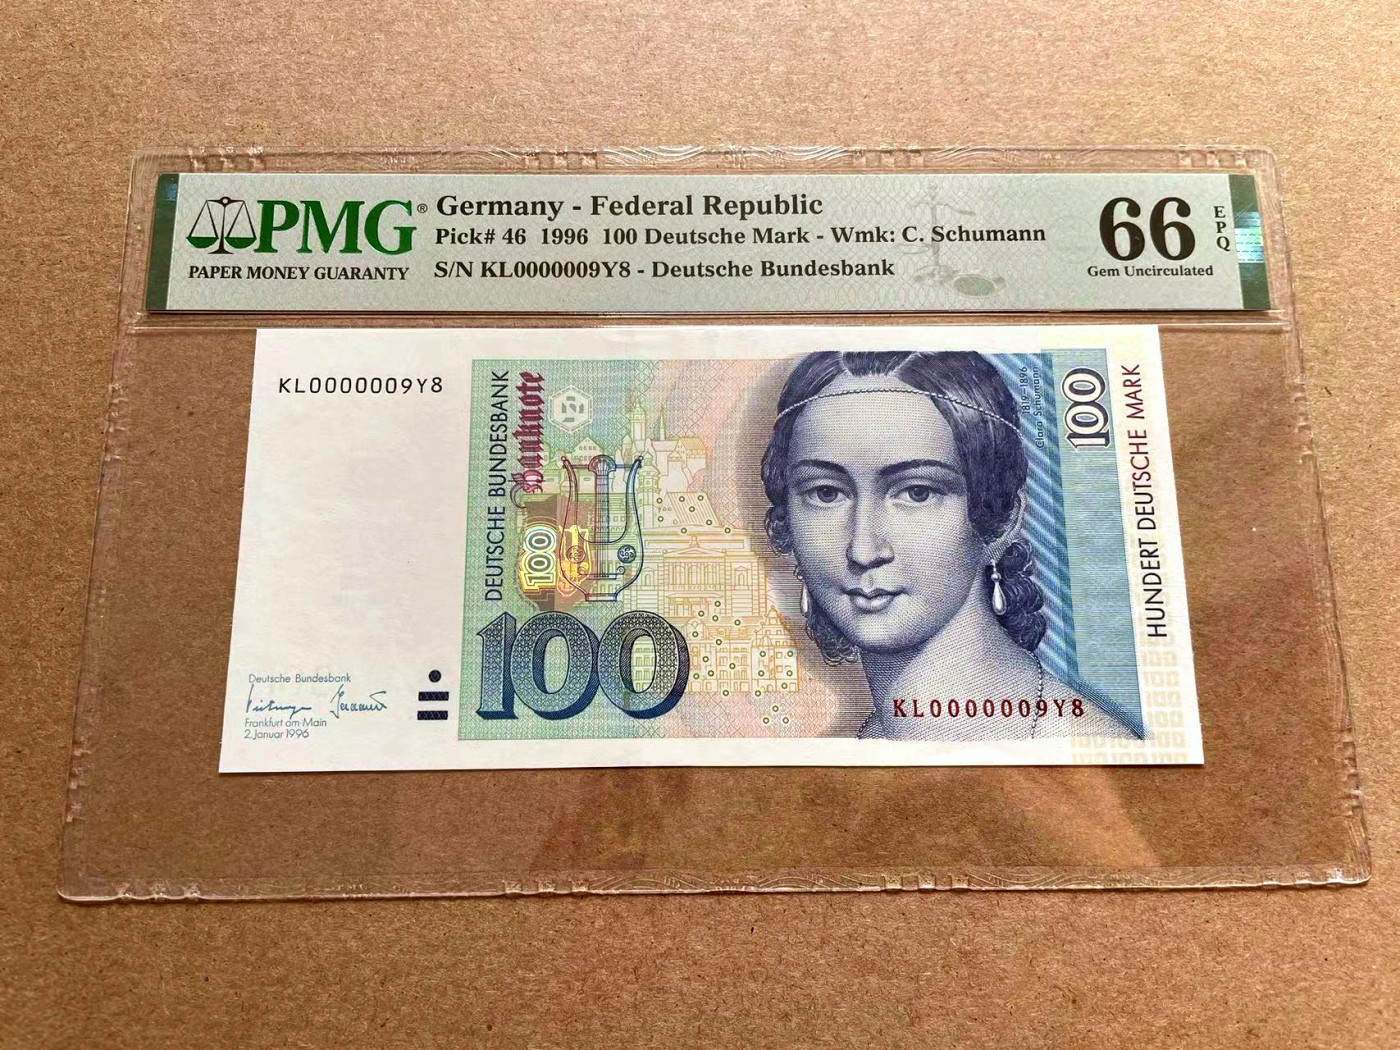 PMG®
PAPER MONEY GUARANTY
Germany - Federal Republic
Pick# 46 1996 100 Deutsche Mark - Wmk: C. Schumann
S/N KL0000009Y8 - Deutsche Bundesbank
66
EPQ
Gem Uncirculated
KL0000009Y8
DEUTSCHE BUNDESBANK
Banknote
100
100
Deutsche Bundesbank
Frankfurt am Main
2. Januar 1996
1819–1896
Clara Schumann
100
HUNDERT DEUTSCHE MARK
KL0000009Y8